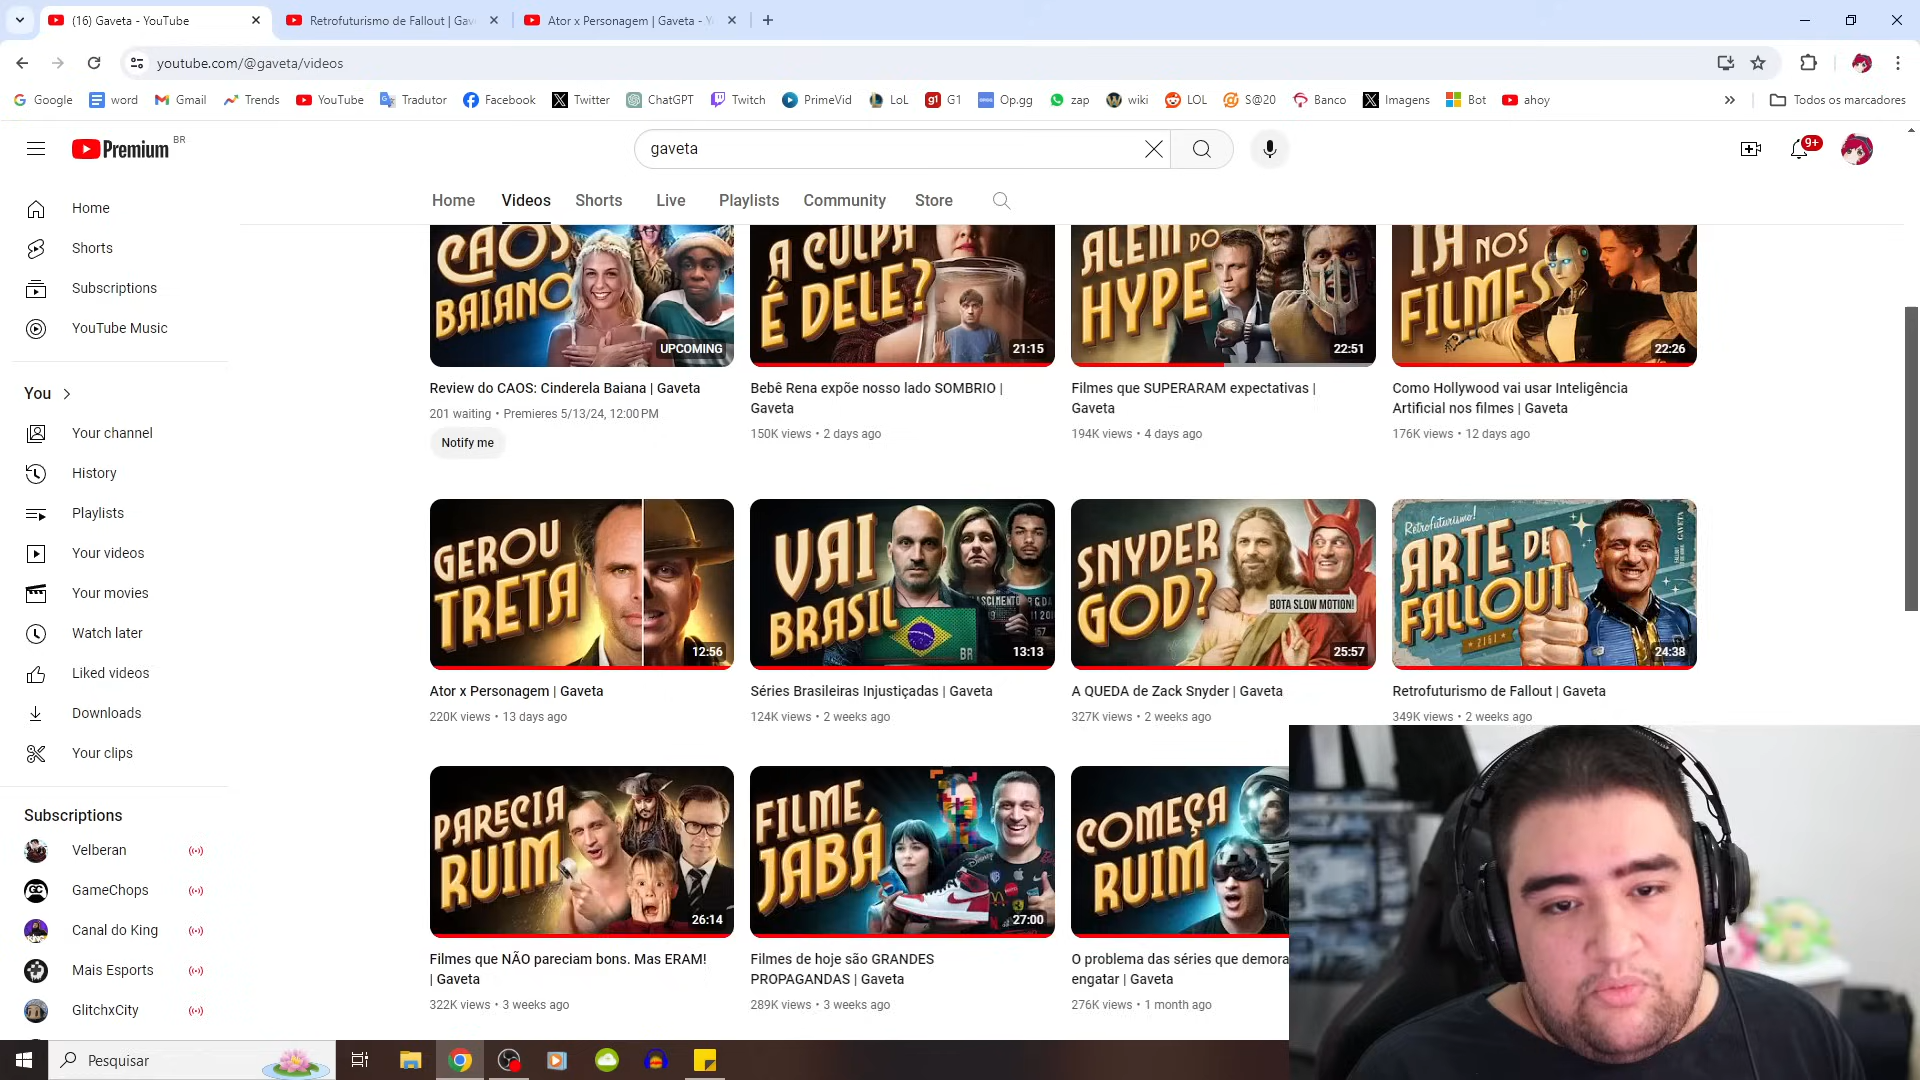 (16) Gaveta - YouTube
Retrofuturismo de Fallout | Gav
Ator x Personagem | Gaveta - Y
youtube.com/@gaveta/videos
Google
word
Gmail
Trends
YouTube
Tradutor
Facebook
Twitter
ChatGPT
Twitch
PrimeVid
LoL
G1
Op.gg
zap
wiki
LOL
S@20
Banco
Imagens
Bot
ahoy
Todos os marcadores
Premium BR
gaveta
9+
Home
Videos
Shorts
Live
Playlists
Community
Store
Home
Shorts
Subscriptions
YouTube Music
You
Your channel
History
Playlists
Your videos
Your movies
Watch later
Liked videos
Downloads
Your clips
Subscriptions
Velberan
GameChops
Canal do King
Mais Esports
GlitchxCity
CAOS
BAIANO
UPCOMING
Review do CAOS: Cinderela Baiana | Gaveta
201 waiting • Premieres 5/13/24, 12:00 PM
Notify me
A CULPA
É DELE?
21:15
Bebê Rena expõe nosso lado SOMBRIO |
Gaveta
150K views • 2 days ago
ALÉM DO
HYPE
22:51
Filmes que SUPERARAM expectativas |
Gaveta
194K views • 4 days ago
IA NOS
FILMES
22:26
Como Hollywood vai usar Inteligência
Artificial nos filmes | Gaveta
176K views • 12 days ago
GEROU
TRETA
12:56
Ator x Personagem | Gaveta
220K views • 13 days ago
VAI
BRASIL
BR
13:13
Séries Brasileiras Injustiçadas | Gaveta
124K views • 2 weeks ago
SNYDER
GOD?
BOTA SLOW MOTION!
25:57
A QUEDA de Zack Snyder | Gaveta
327K views • 2 weeks ago
Retrofuturismo!
ARTE DE
FALLOUT
2161
GAVETA
24:38
Retrofuturismo de Fallout | Gaveta
349K views • 2 weeks ago
PARECIA
RUIM
26:14
Filmes que NÃO pareciam bons. Mas ERAM!
| Gaveta
322K views • 3 weeks ago
FILME
JABÁ
27:00
Filmes de hoje são GRANDES
PROPAGANDAS | Gaveta
289K views • 3 weeks ago
COMEÇA
RUIM
O problema das séries que demora
engatar | Gaveta
276K views • 1 month ago
Pesquisar